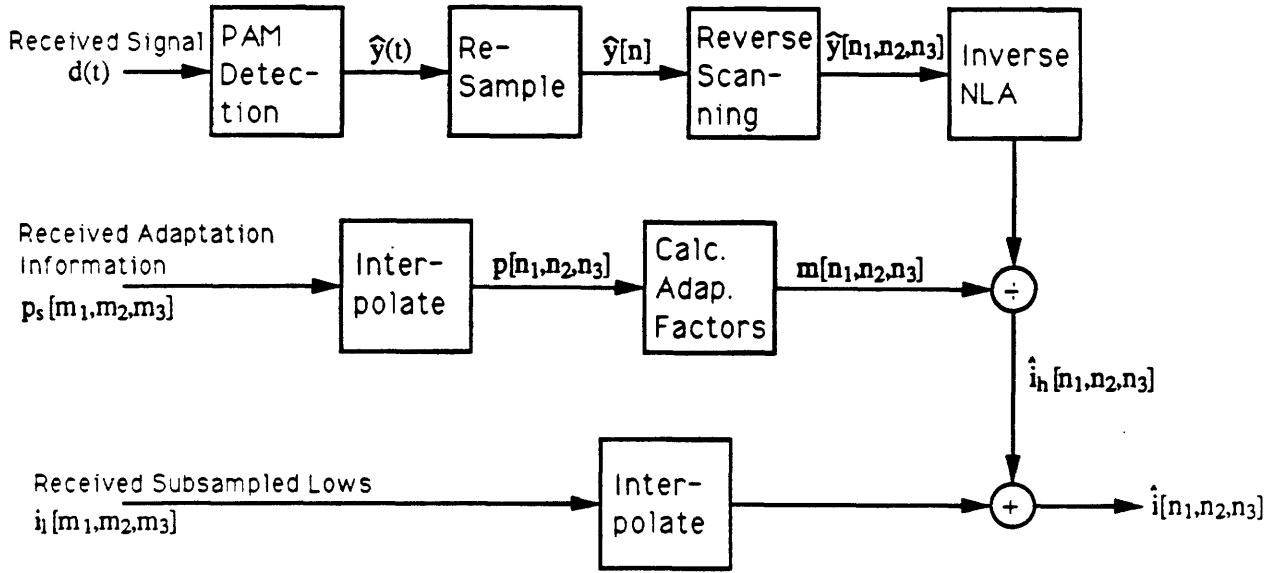 Received Signal
d(t)
PAM
Detec-
tion
ŷ(t)
Re-
Sample
ŷ[n]
Reverse
Scan-
ning
ŷ[n₁,n₂,n₃]
Inverse
NLA
Received Adaptation
Information
pₛ[m₁,m₂,m₃]
Inter-
polate
p[n₁,n₂,n₃]
Calc.
Adap.
Factors
m[n₁,n₂,n₃]
÷
î_h[n₁,n₂,n₃]
Received Subsampled Lows
i_l[m₁,m₂,m₃]
Inter-
polate
+
î[n₁,n₂,n₃]